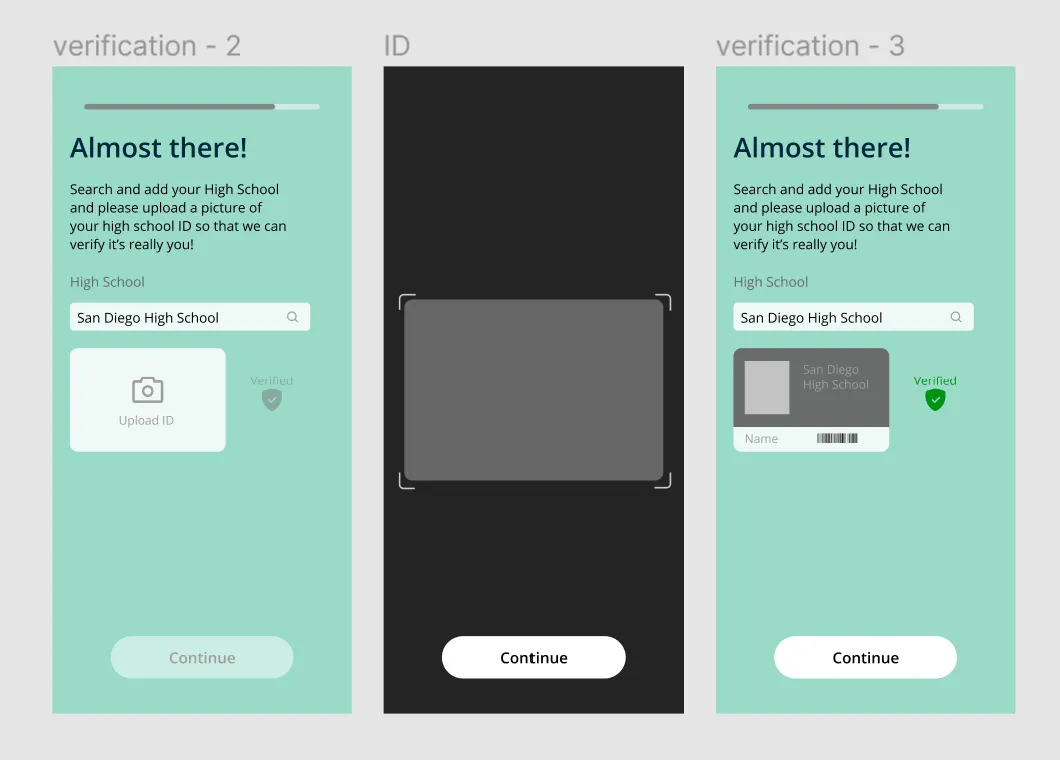 verification - 2
Almost there!
Search and add your High School
and please upload a picture of
your high school ID so that we can
verify it’s really you!
High School
San Diego High School
Upload ID
Verified
Continue
ID
Continue
verification - 3
Almost there!
Search and add your High School
and please upload a picture of
your high school ID so that we can
verify it’s really you!
High School
San Diego High School
San Diego
High School
Name
Verified
Continue